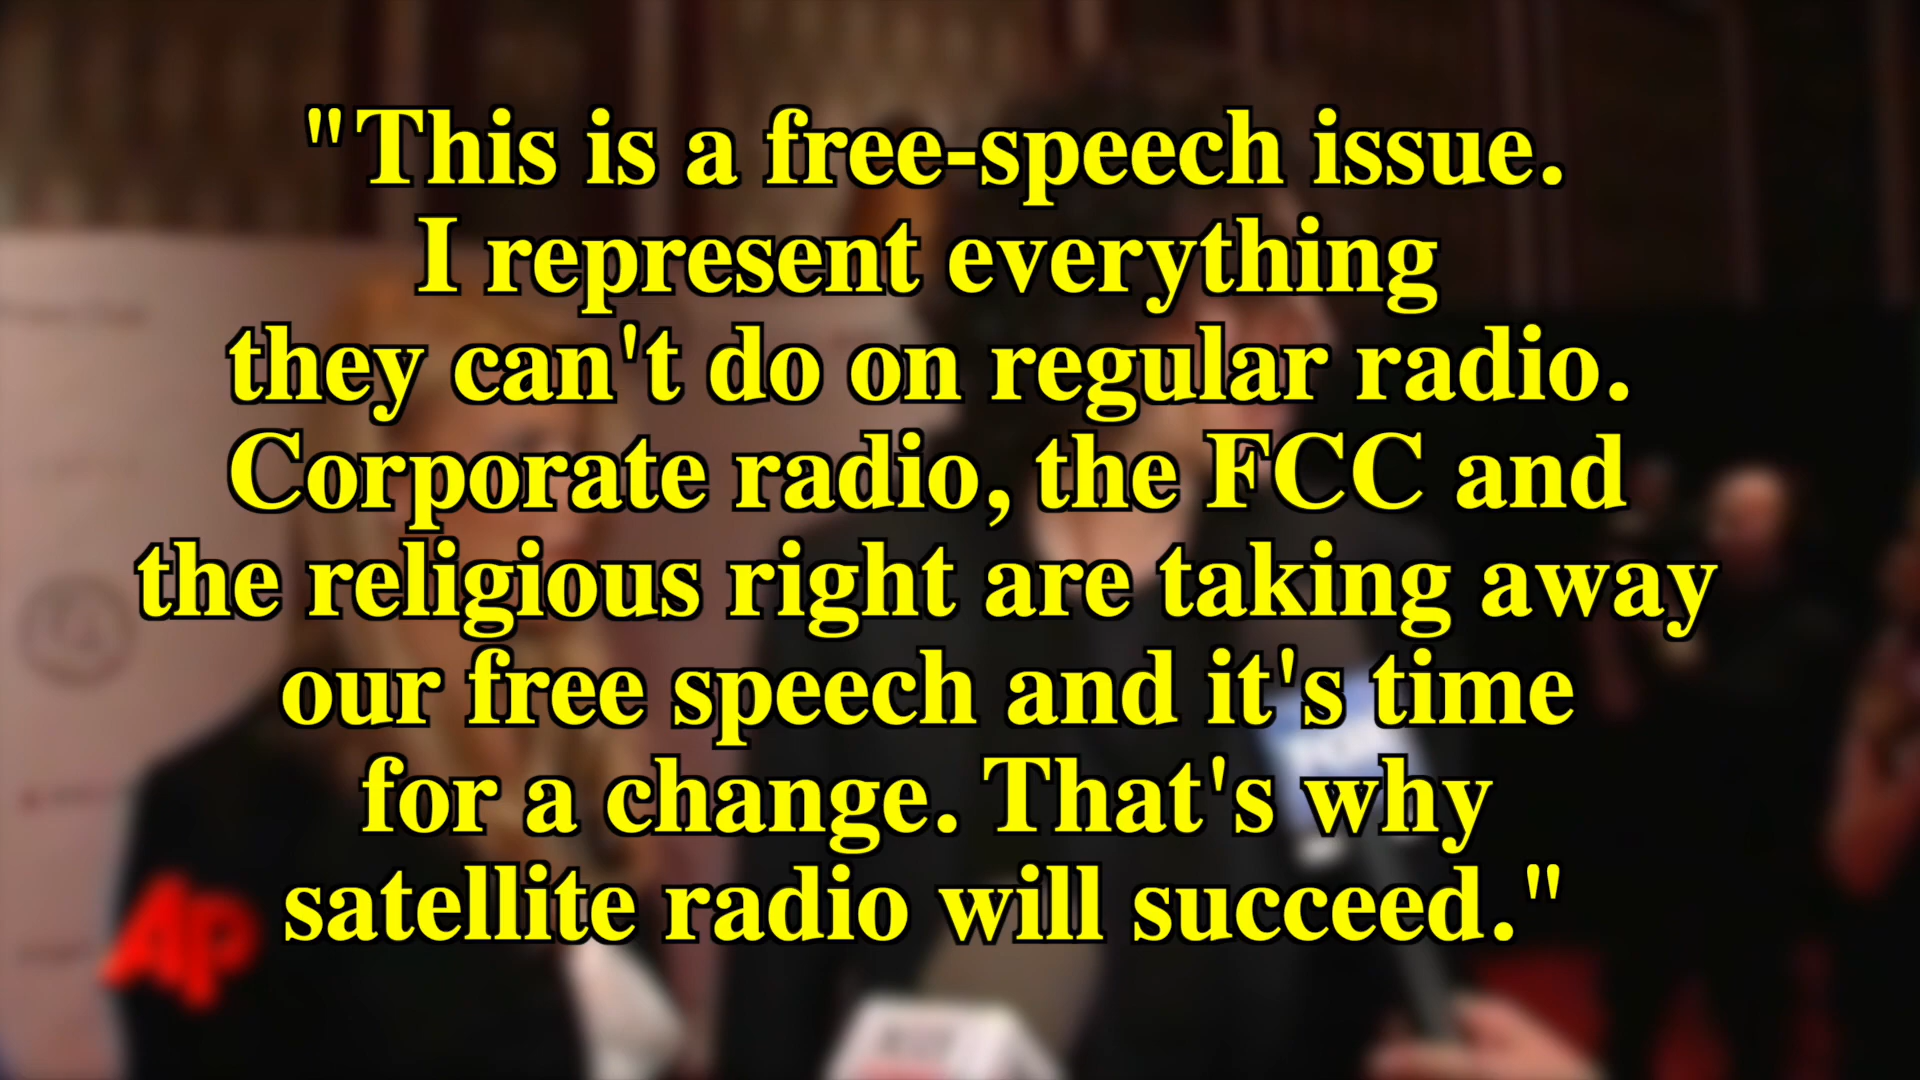 "This is a free-speech issue.
I represent everything
they can't do on regular radio.
Corporate radio, the FCC and
the religious right are taking away
our free speech and it's time
for a change. That's why
satellite radio will succeed."
AP